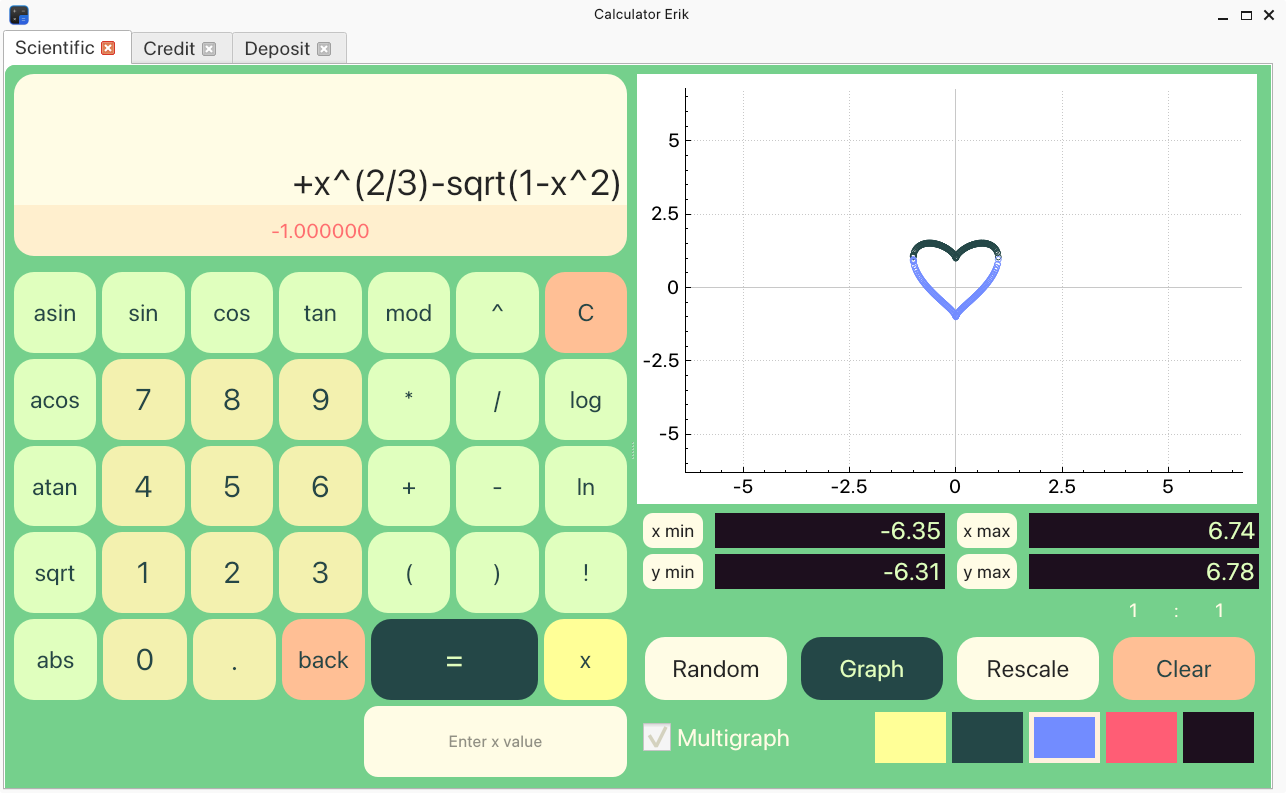 Calculator Erik
Scientific Credit Deposit
+x^(2/3)-sqrt(1-x^2)
-1.000000
asin sin cos tan mod ^ C
acos 7 8 9 * / log
atan 4 5 6 + - ln
sqrt 1 2 3 ( ) !
abs 0 . back = x
Enter x value
5
2.5
0
-2.5
-5
-5 -2.5 0 2.5 5
x min -6.35 x max 6.74
y min -6.31 y max 6.78
1 : 1
Random Graph Rescale Clear
Multigraph